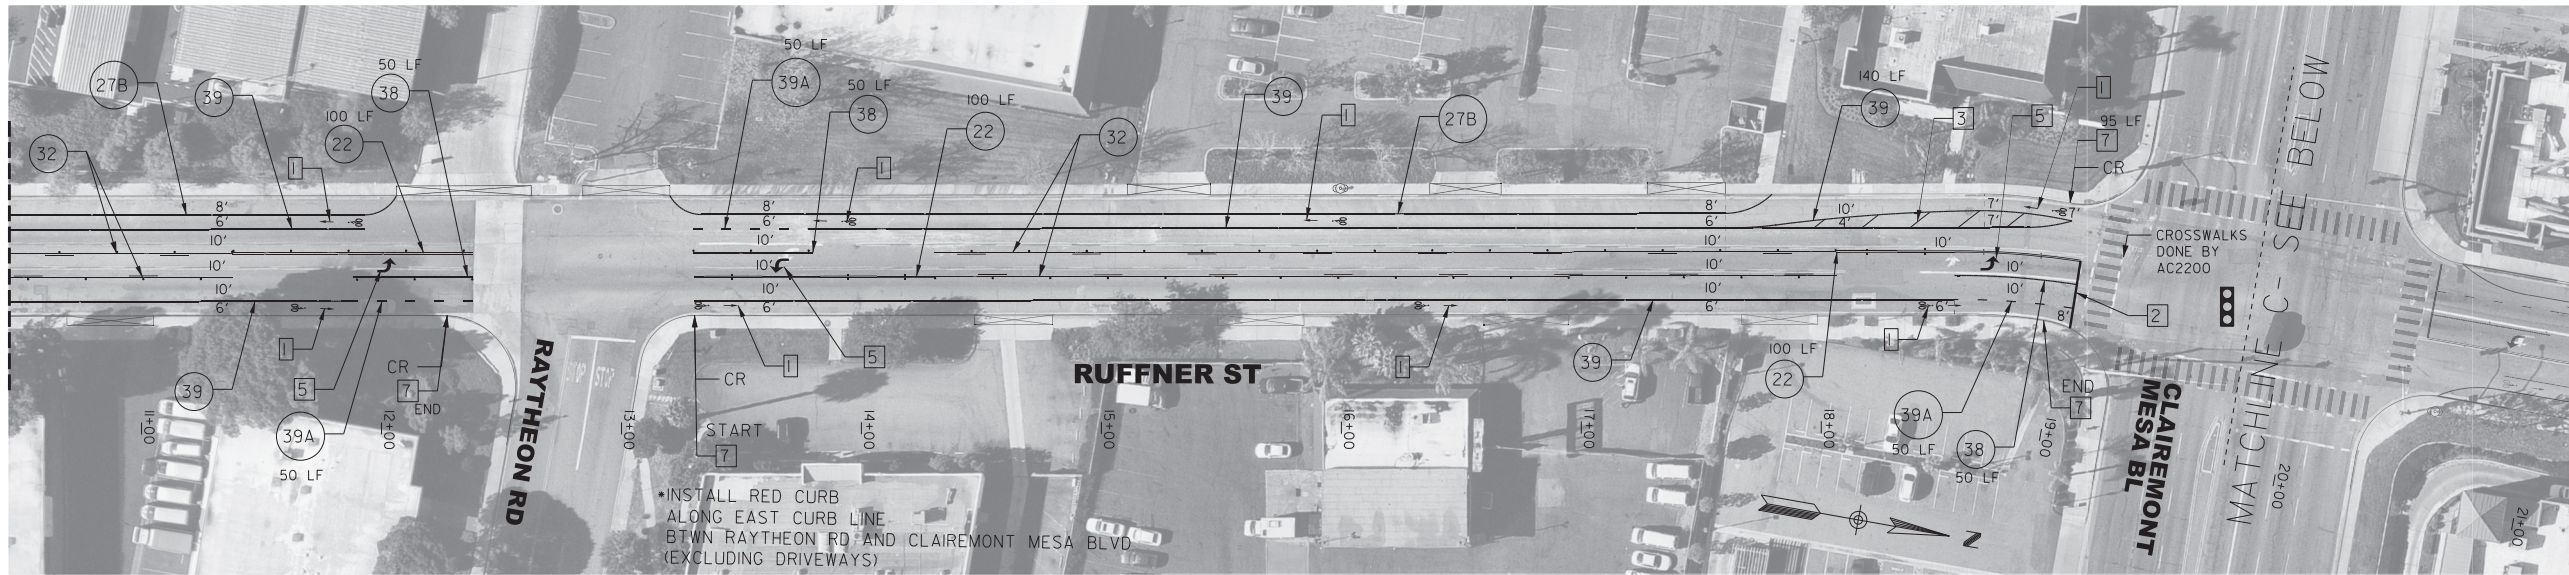 50 LF
50 LF
27B
39
38
39A
50 LF
38
100 LF
22
39
1
27B
140 LF
39
3
5
1
95 LF
7
CR
100 LF
22
32
1
1
32
8'
6'
10'
10'
10'
6'
8'
6'
10'
10'
10'
6'
8'
6'
10'
10'
10'
6'
10'
4'
7'
7'
7'
10'
10'
10'
6'
8'
CROSSWALKS
DONE BY
AC2200
2
MATCHLINE C - SEE BELOW
1
39
5
CR
7
END
39A
50 LF
11+00
12+00
RAYTHEON RD
STOP STOP
13+00
CR
START
7
1
5
14+00
RUFFNER ST
15+00
1
16+00
39
17+00
100 LF
22
1
18+00
39A
50 LF
38
50 LF
19+00
END
7
CLAIREMONT
MESA BL
20+00
21+00
*INSTALL RED CURB
ALONG EAST CURB LINE
BTWN RAYTHEON RD AND CLAIREMONT MESA BLVD
(EXCLUDING DRIVEWAYS)
N